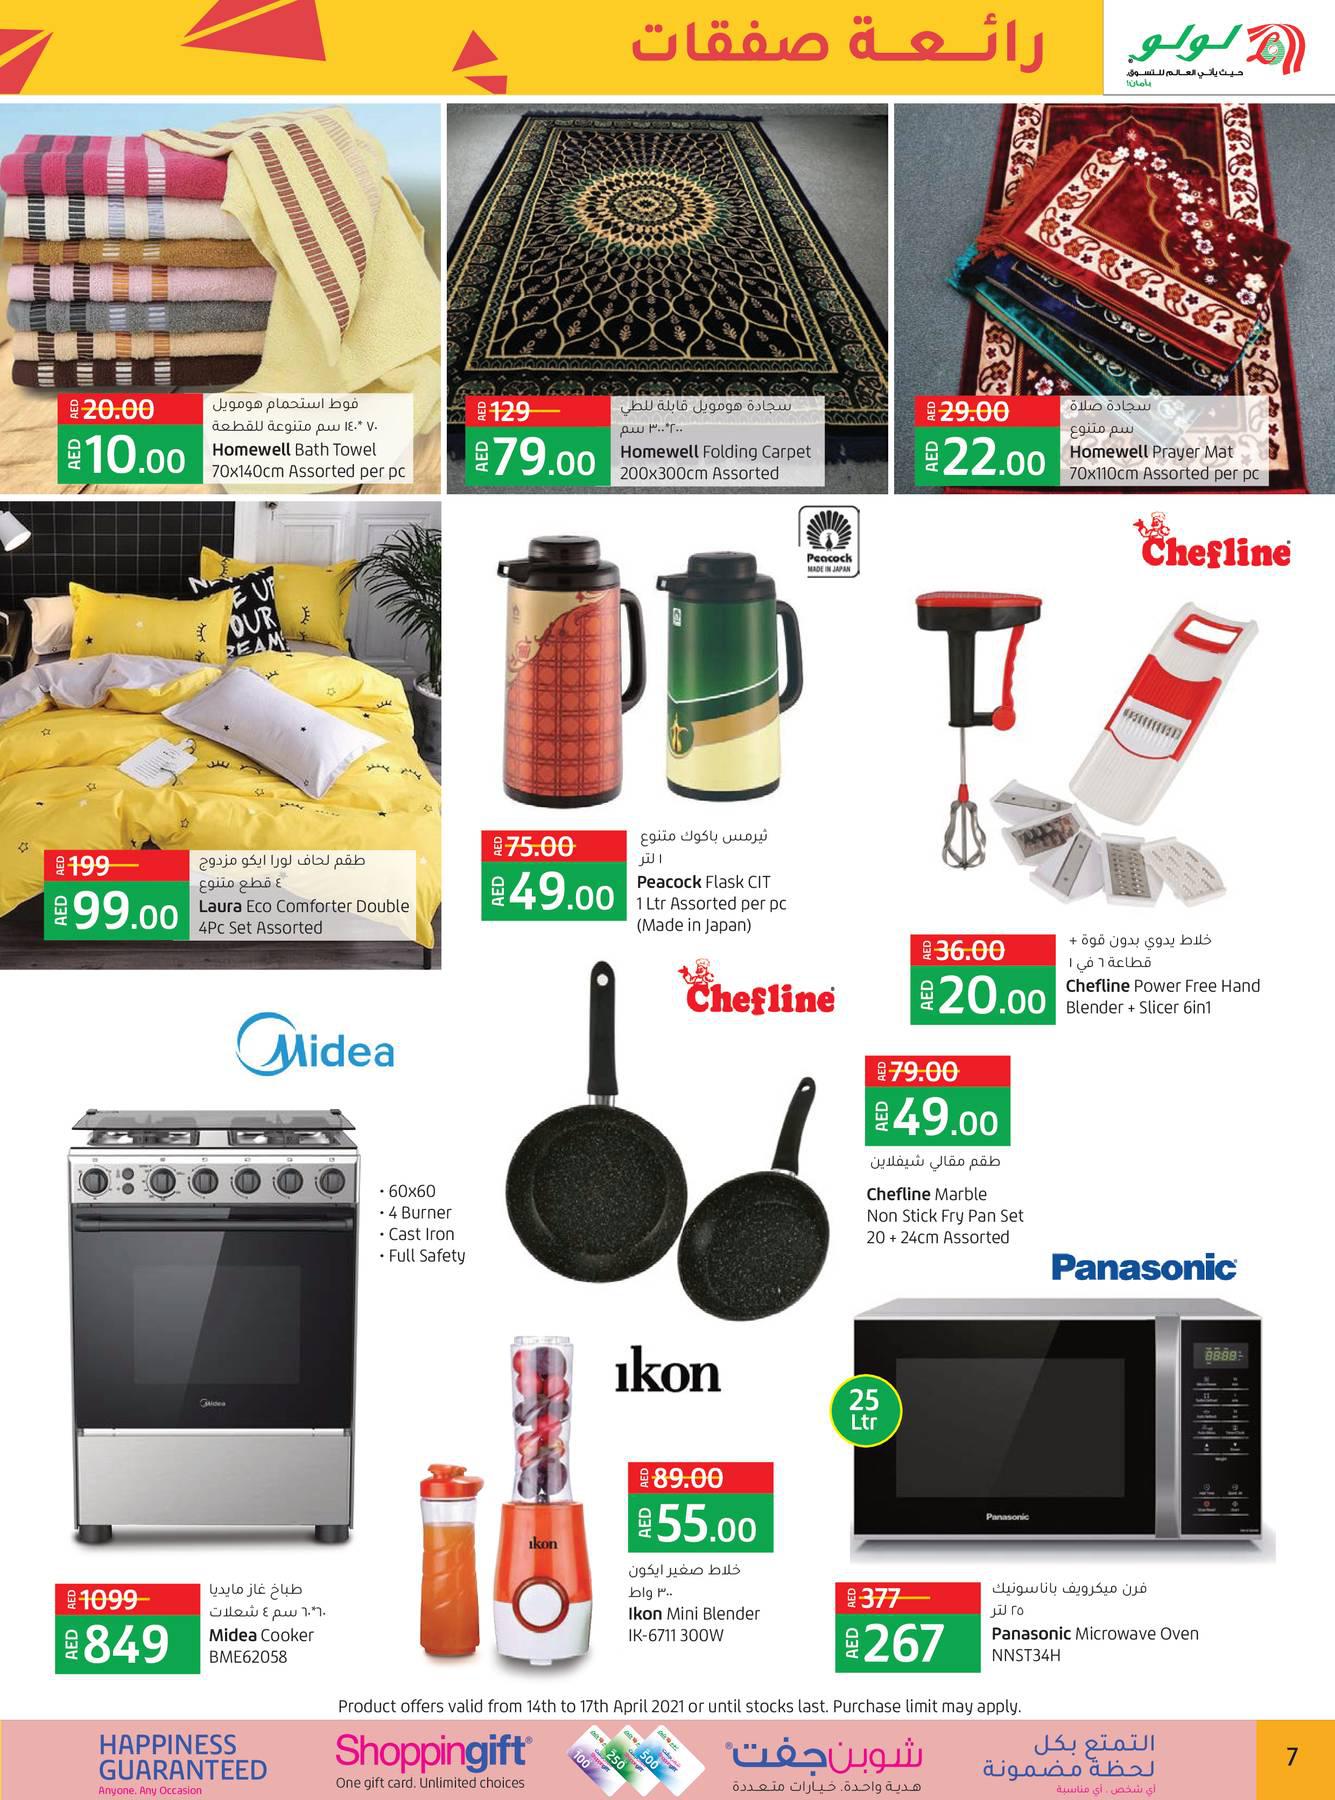 رائعة صفقات
لولو
حيث يأتي العالم للتسوق
بأمان!
AED 20.00
AED 10.00
فوط استحمام هومويل
٧٠ *١٤٠ سم متنوعة للقطعة
Homewell Bath Towel
70x140cm Assorted per pc
AED 129
AED 79.00
سجادة هومويل قابلة للطي
٢٠٠*٣٠٠ سم
Homewell Folding Carpet
200x300cm Assorted
AED 29.00
AED 22.00
سجادة صلاة
سم متنوع
Homewell Prayer Mat
70x110cm Assorted per pc
AED 199
AED 99.00
طقم لحاف لورا ايكو مزدوج
٤ قطع متنوع
Laura Eco Comforter Double
4Pc Set Assorted
Peacock
MADE IN JAPAN
AED 75.00
AED 49.00
ثيرمس باكوك متنوع
١ لتر
Peacock Flask CIT
1 Ltr Assorted per pc
(Made in Japan)
Chefline
AED 36.00
AED 20.00
خلاط يدوي بدون قوة +
قطاعة ٦ في ١
Chefline Power Free Hand
Blender + Slicer 6in1
Midea
• 60x60
• 4 Burner
• Cast Iron
• Full Safety
Midea
AED 1099
AED 849
طباخ غاز مايديا
٦٠*٦٠ سم ٤ شعلات
Midea Cooker
BME62058
Chefline
AED 79.00
AED 49.00
طقم مقالي شيفلاين
Chefline Marble
Non Stick Fry Pan Set
20 + 24cm Assorted
ikon
ikon
AED 89.00
AED 55.00
خلاط صغير ايكون
٣٠٠ واط
Ikon Mini Blender
IK-6711 300W
Panasonic
25
Ltr
Panasonic
AED 377
AED 267
فرن ميكرويف باناسونيك
٢٥ لتر
Panasonic Microwave Oven
NNST34H
Product offers valid from 14th to 17th April 2021 or until stocks last. Purchase limit may apply.
HAPPINESS
GUARANTEED
Anyone. Any Occasion
Shoppingift
One gift card. Unlimited choices
100 250 500
شوبن جفت
هدية واحدة. خيارات متعددة
التمتع بكل
لحظة مضمونة
أي شخص . أي مناسبة
7